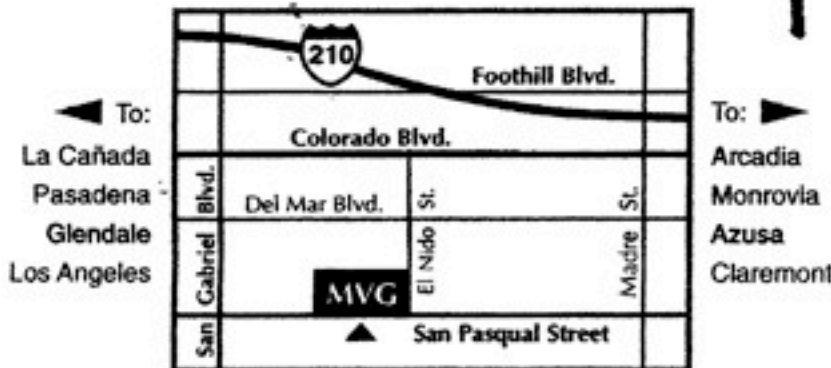 210
Foothill Blvd.
To:
To:
Colorado Blvd.
La Cañada
Arcadia
Pasadena
Monrovia
Del Mar Blvd.
Glendale
Azusa
Los Angeles
Claremont
San Gabriel Blvd.
El Nido St.
Madre St.
MVG
San Pasqual Street